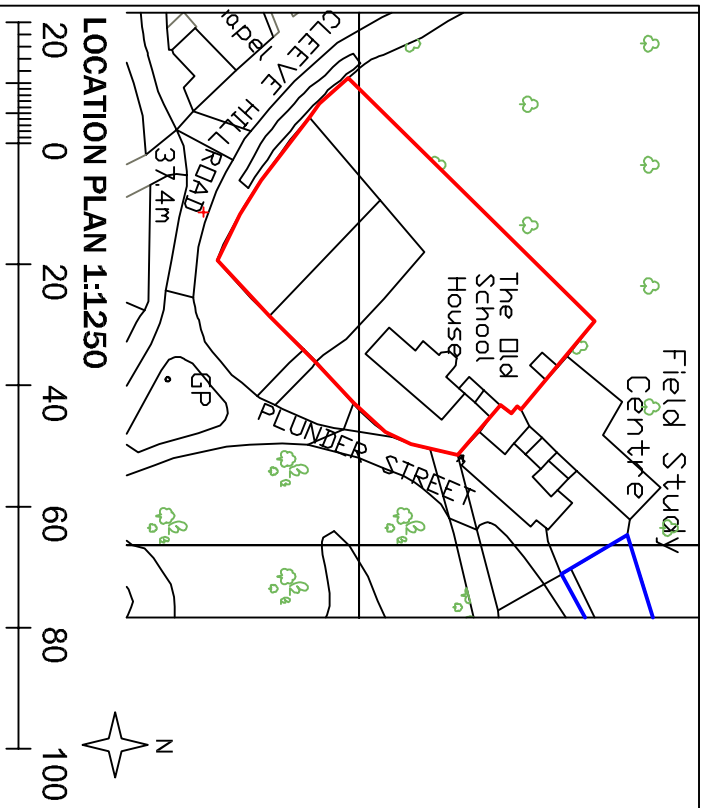 LOCATION PLAN 1:1250
20 0 20 40 60 80 100
N
Field Study
Centre
The Old
School
House
CLEEVE HILL ROAD
PLUNDER STREET
37.4m
GP
hapel